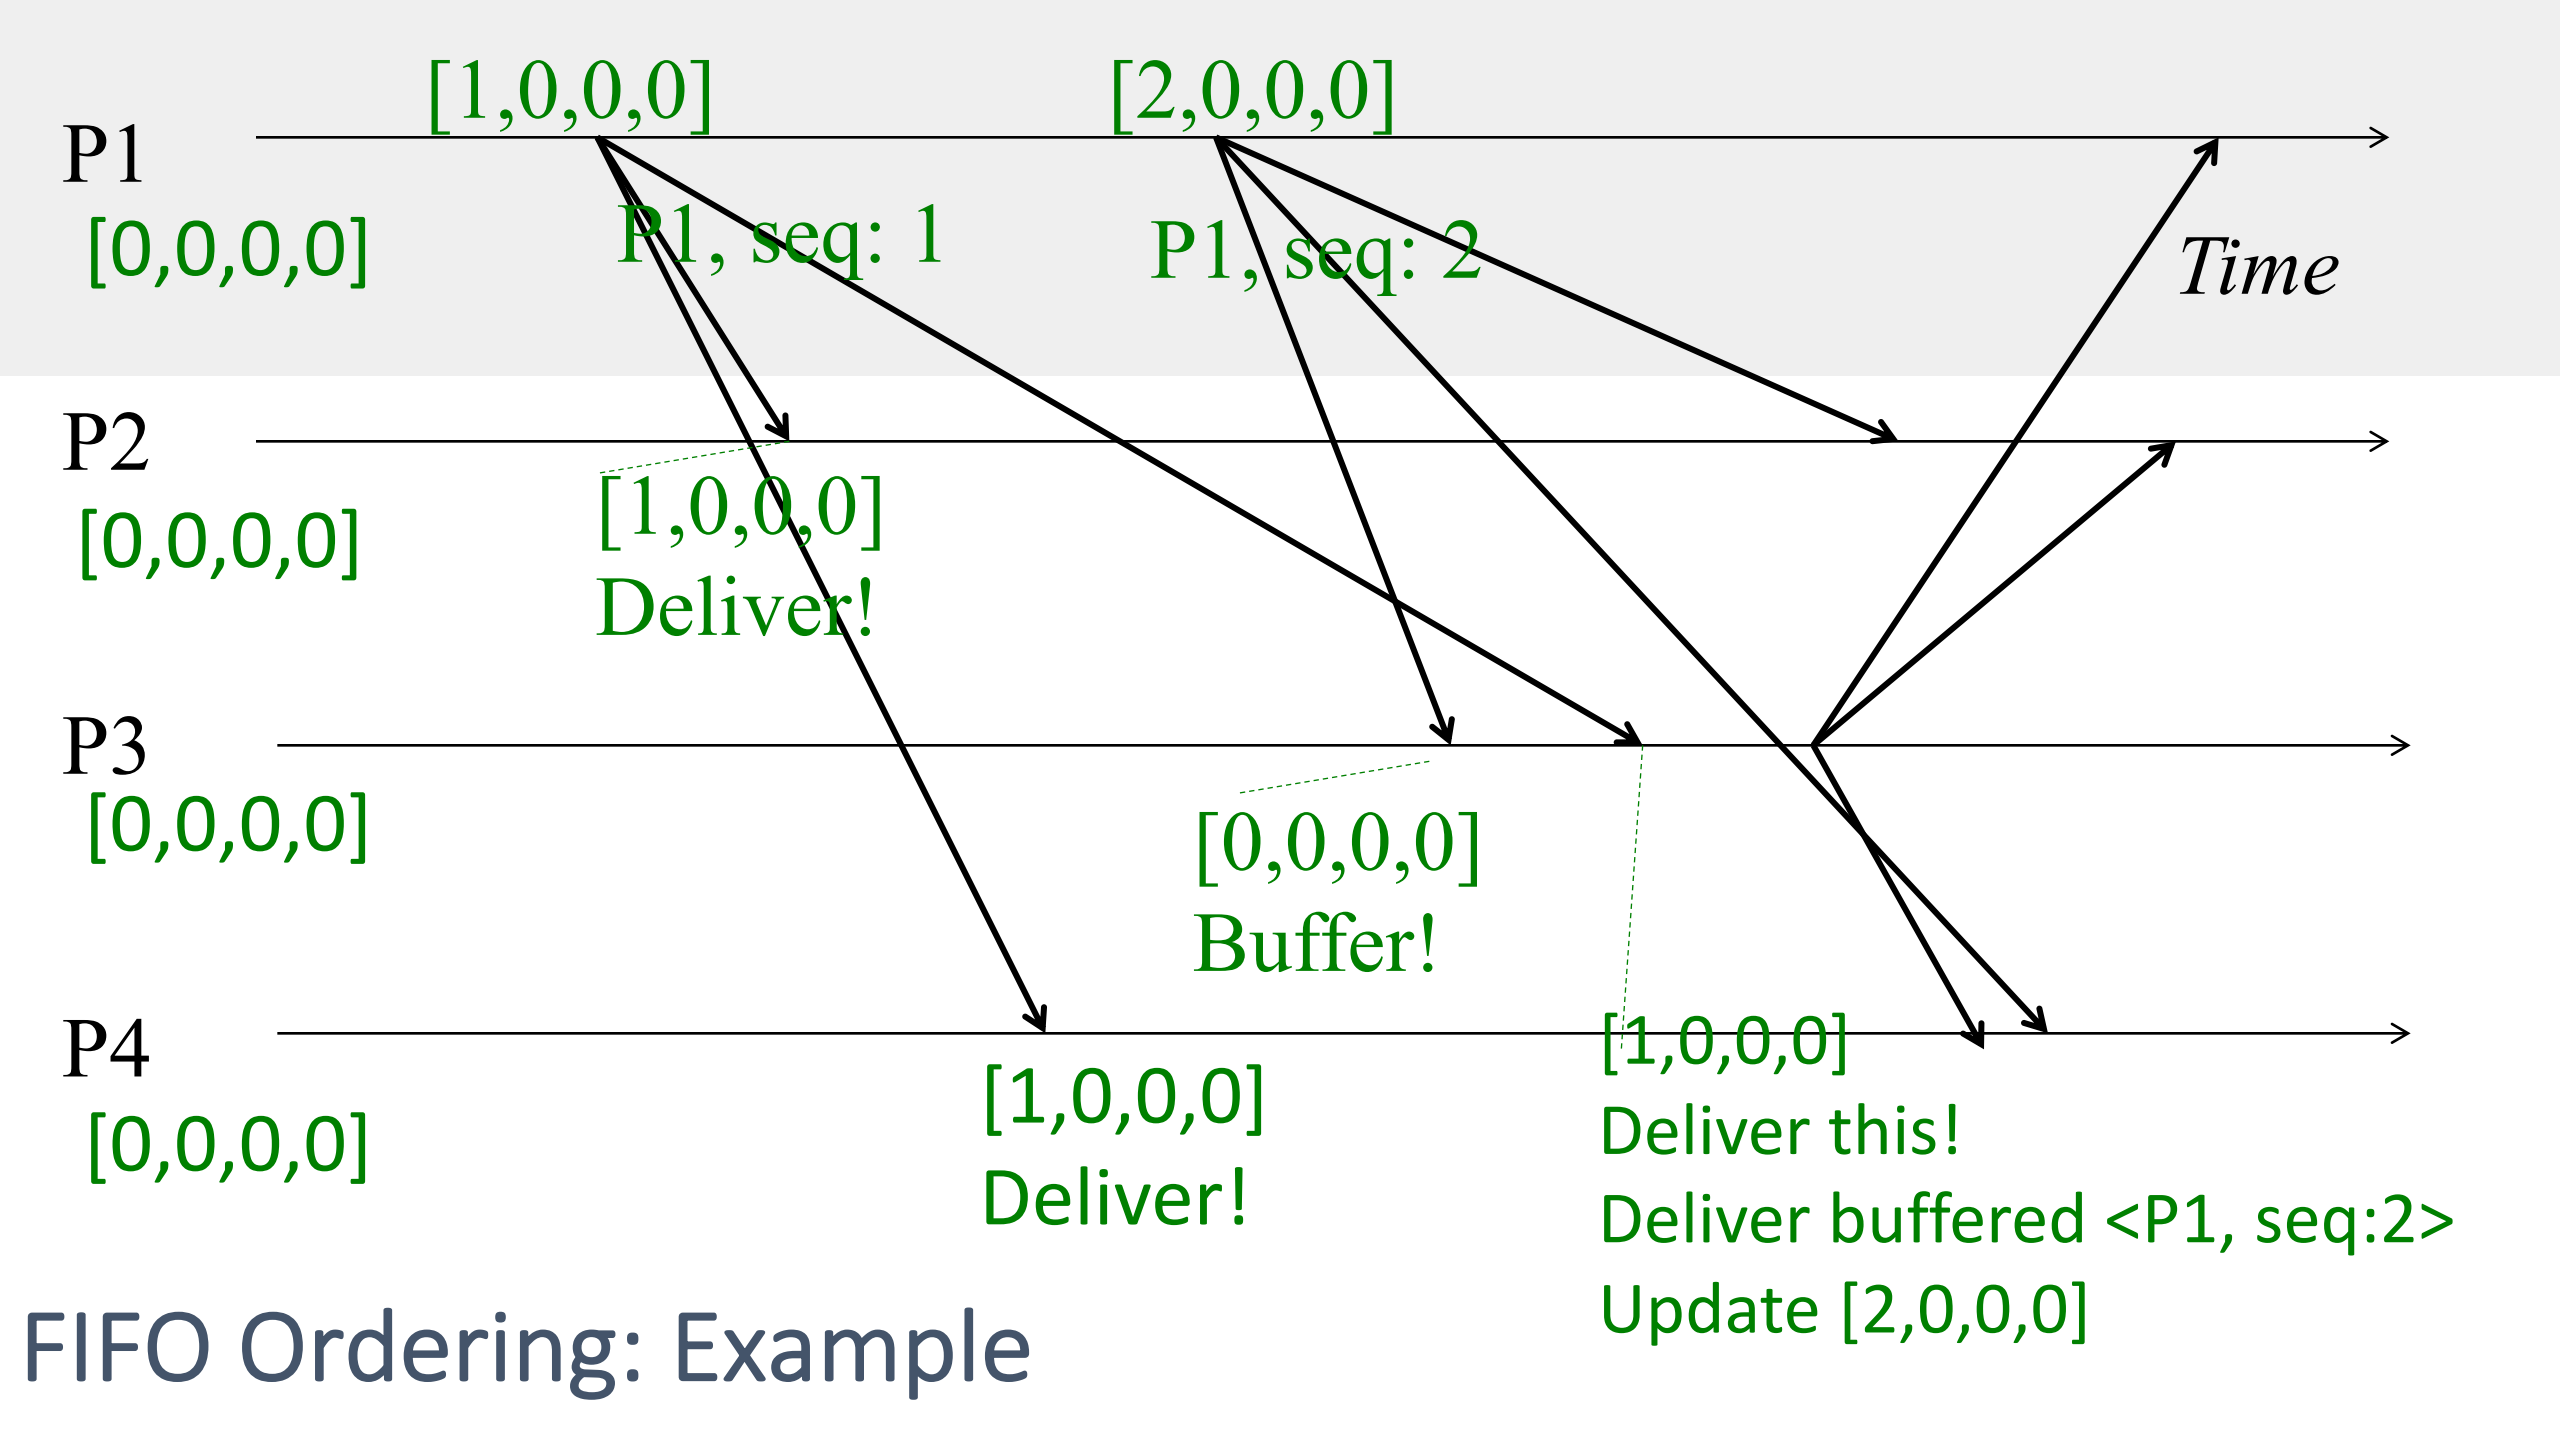 [1,0,0,0]
[2,0,0,0]
P1
[0,0,0,0]
P1, seq: 1
P1, seq: 2
Time
P2
[0,0,0,0]
[1,0,0,0]
Deliver!
P3
[0,0,0,0]
[0,0,0,0]
Buffer!
P4
[0,0,0,0]
[1,0,0,0]
Deliver!
[1,0,0,0]
Deliver this!
Deliver buffered <P1, seq:2>
Update [2,0,0,0]
FIFO Ordering: Example